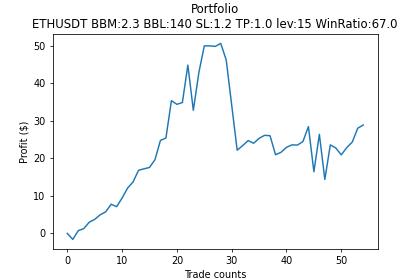 Portfolio
ETHUSDT BBM:2.3 BBL:140 SL:1.2 TP:1.0 lev:15 WinRatio:67.0
Profit ($)
50
40
30
20
10
0
0 10 20 30 40 50
Trade counts